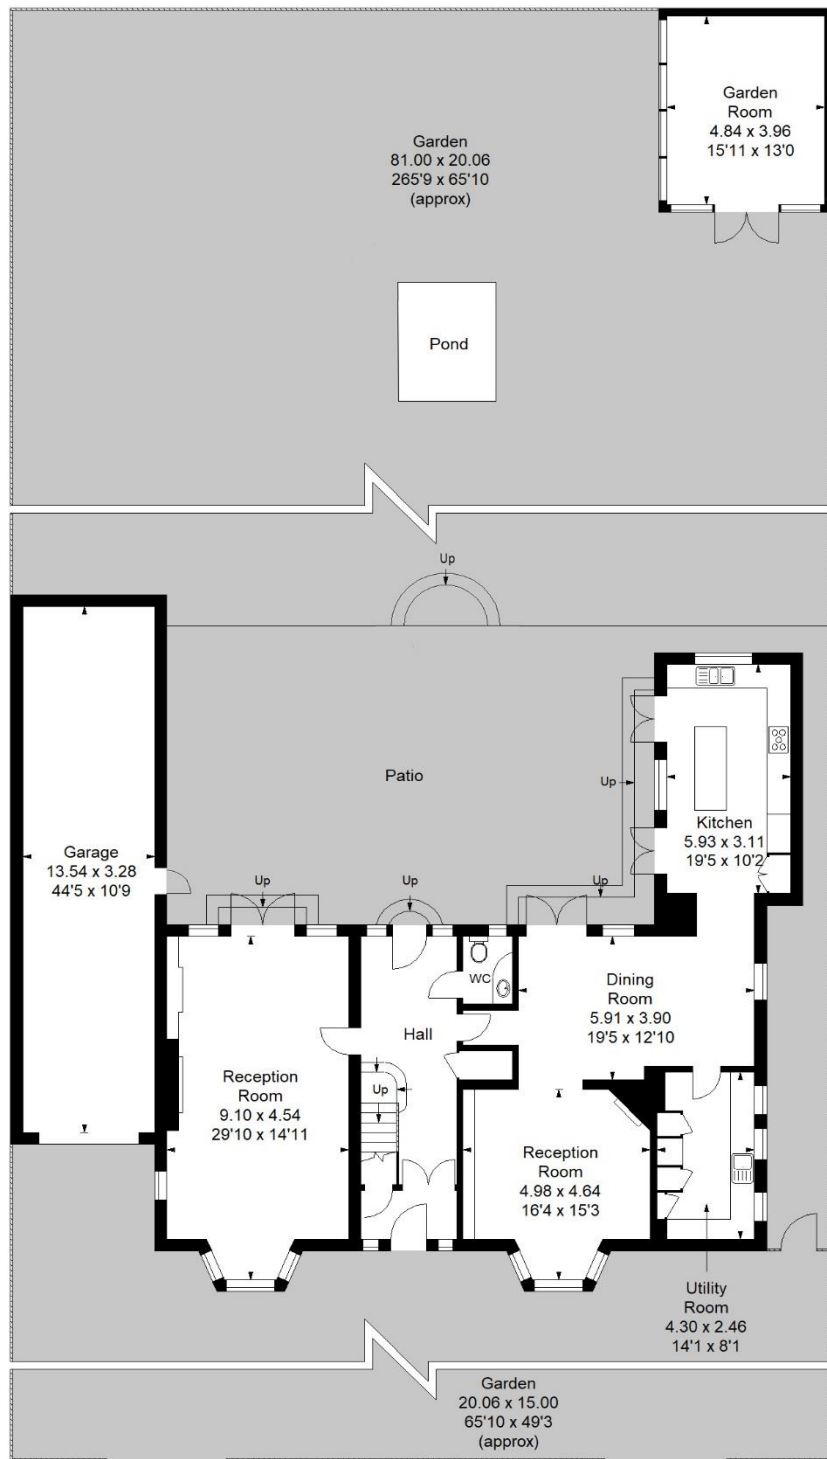 Garden
Room
4.84 x 3.96
15'11 x 13'0
Garden
81.00 x 20.06
265'9 x 65'10
(approx)
Pond
Up
Patio
Up
Kitchen
5.93 x 3.11
19'5 x 10'2
Garage
13.54 x 3.28
44'5 x 10'9
Up
Up
Up
WC
Dining
Room
5.91 x 3.90
19'5 x 12'10
Hall
Up
Reception
Room
9.10 x 4.54
29'10 x 14'11
Reception
Room
4.98 x 4.64
16'4 x 15'3
Utility
Room
4.30 x 2.46
14'1 x 8'1
Garden
20.06 x 15.00
65'10 x 49'3
(approx)